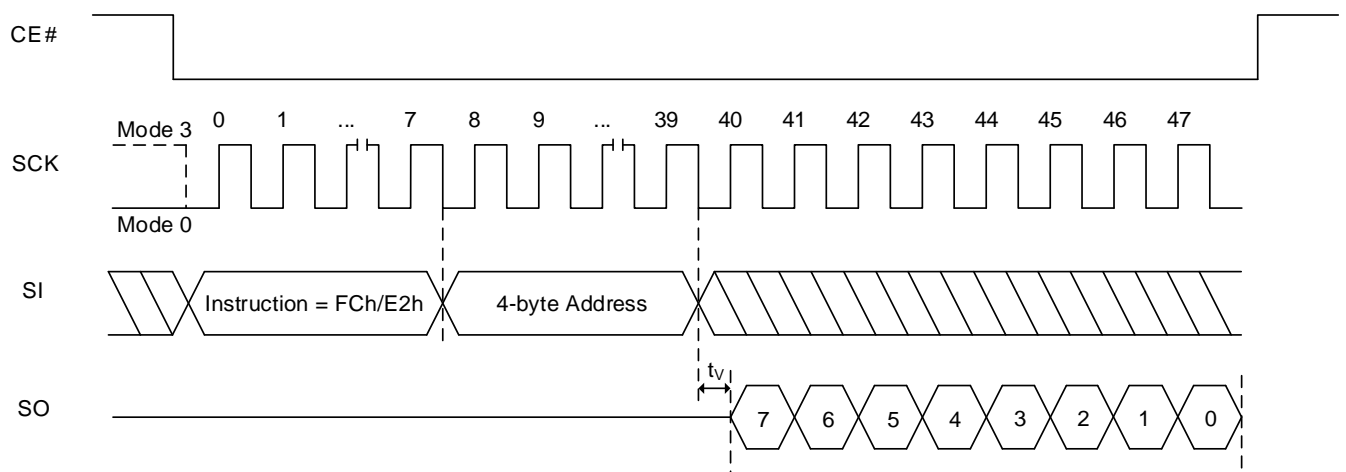 CE#
0 1 ... 7 8 9 ... 39 40 41 42 43 44 45 46 47
Mode 3
SCK
Mode 0
SI
Instruction = FCh/E2h 4-byte Address
tV
SO
7 6 5 4 3 2 1 0